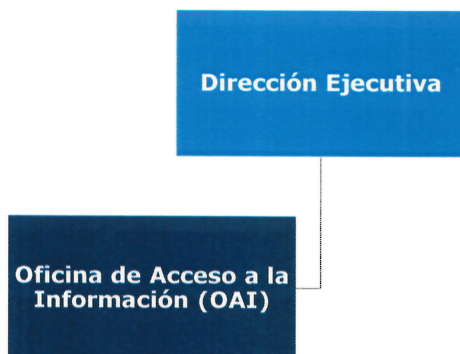 Dirección Ejecutiva
Oficina de Acceso a la
Información (OAI)